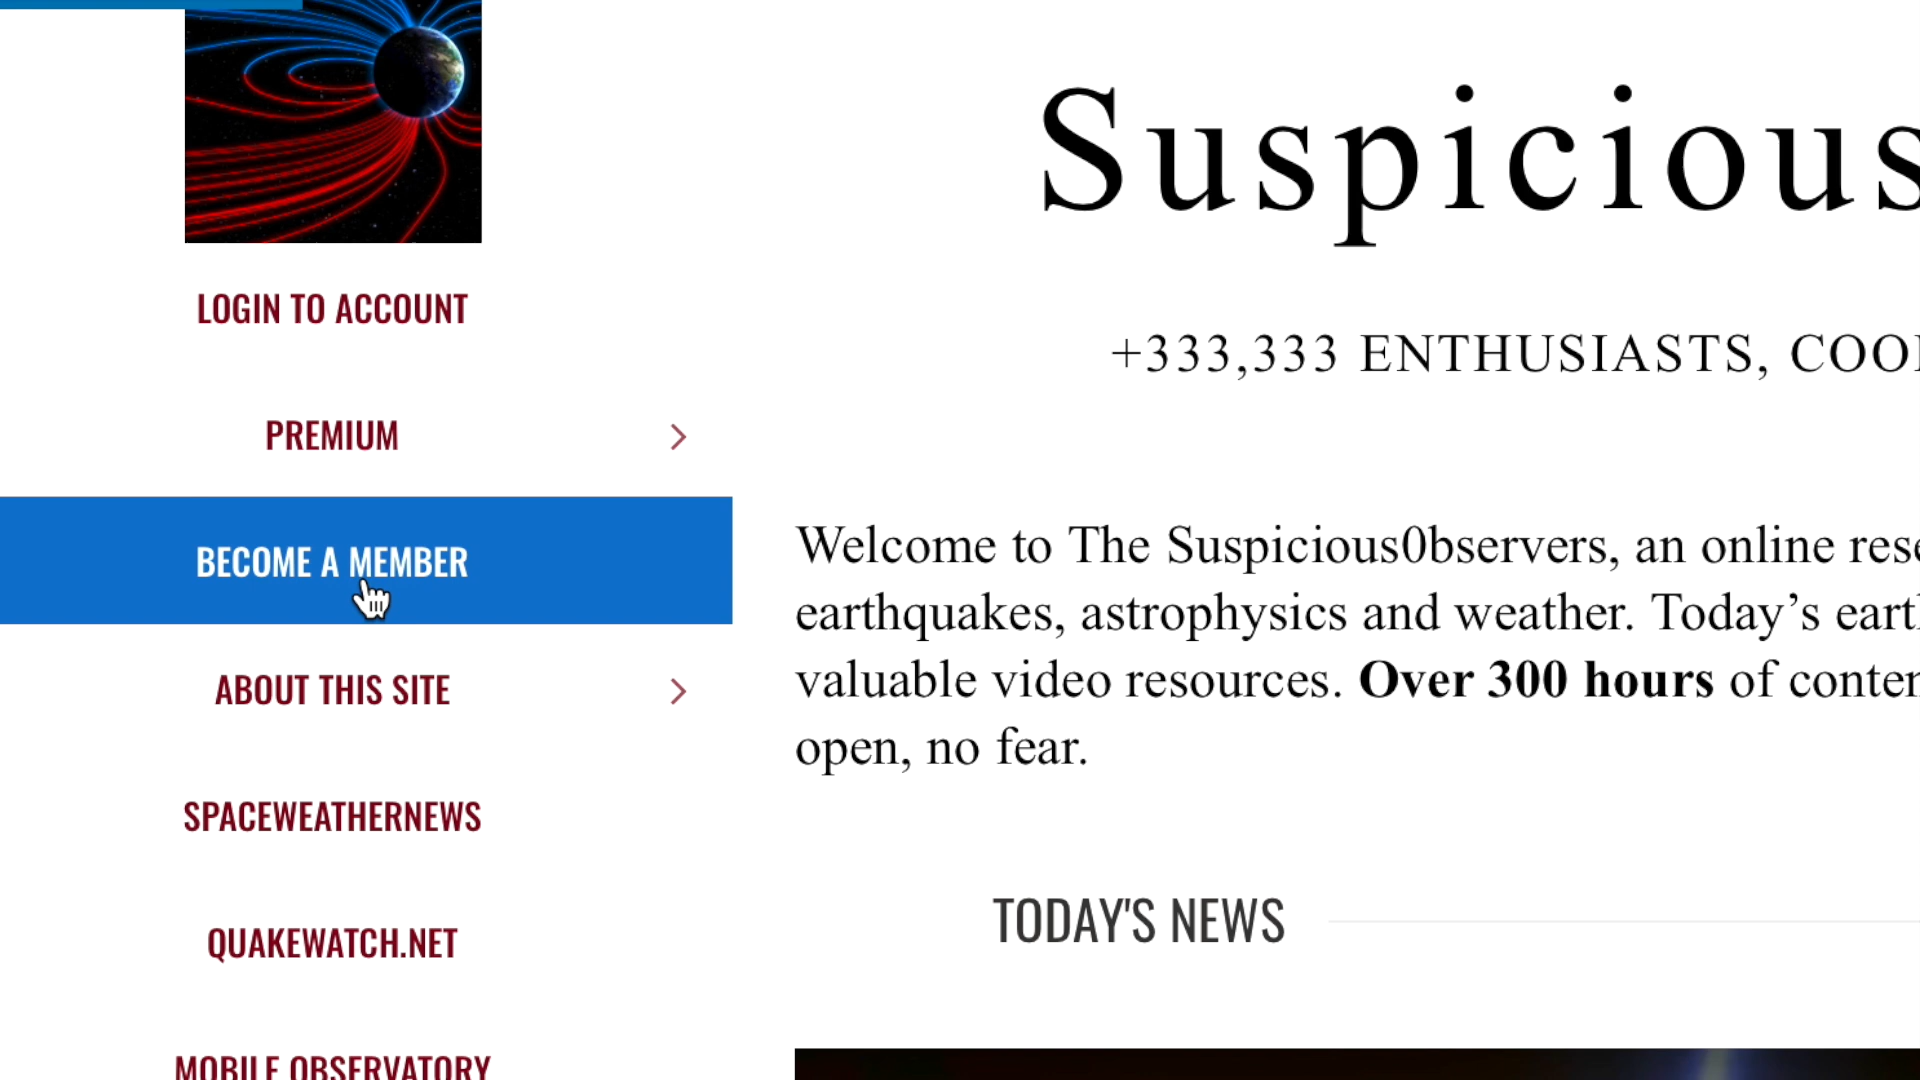 LOGIN TO ACCOUNT
PREMIUM
BECOME A MEMBER
ABOUT THIS SITE
SPACEWEATHERNEWS
QUAKEWATCH.NET
MOBILE OBSERVATORY
Suspicious
+333,333 ENTHUSIASTS,
Welcome to The Suspicious0bservers, an online
earthquakes, astrophysics and weather. Today’s
valuable video resources. Over 300 hours of
open, no fear.
TODAY'S NEWS